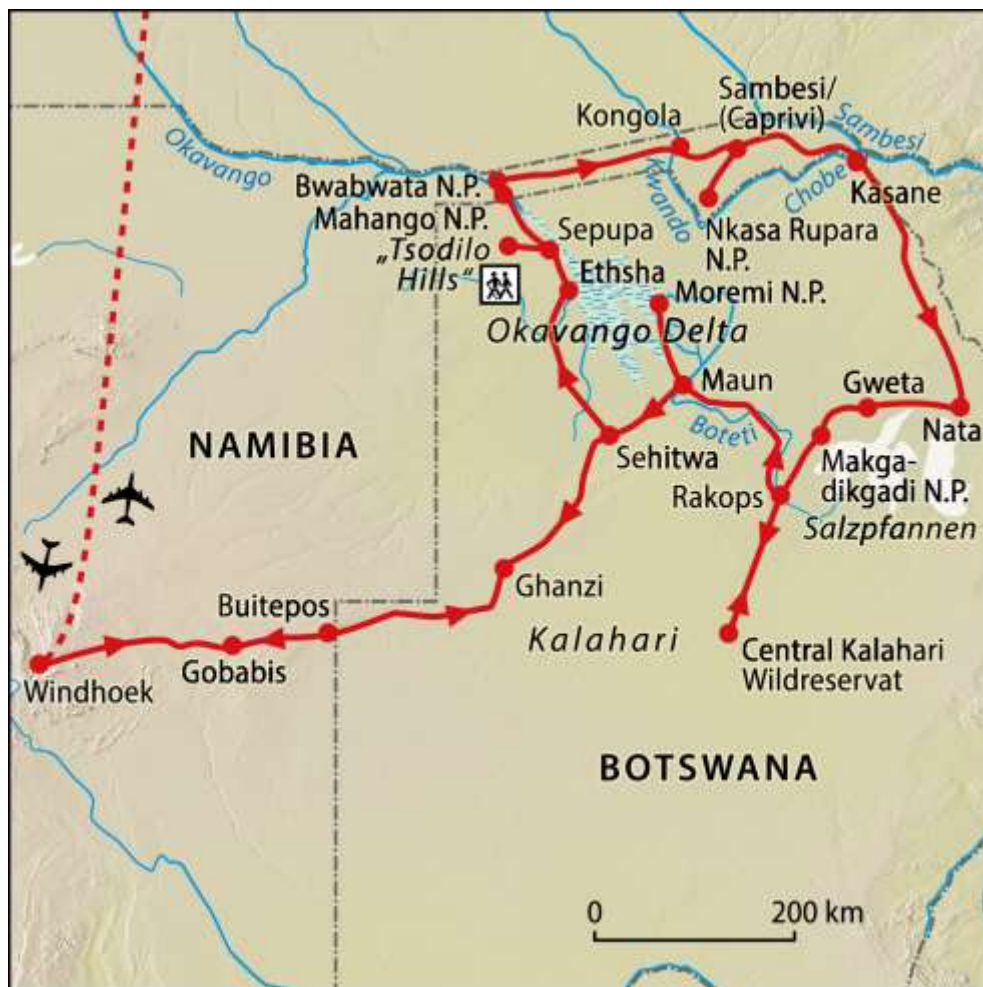 Sambesi/
(Caprivi)
Kongola
Sambesi
Okavango
Kwando
Chobe
Kasane
Bwabwata N.P.
Mahango N.P.
„Tsodilo
Hills“
Sepupa
Nkasa Rupara
N.P.
Ethsha
Moremi N.P.
Okavango Delta
Maun
Gweta
Nata
Boteti
NAMIBIA
Sehitwa
Makga-
dikgadi N.P.
Rakops
Salzpfannen
Ghanzi
Buitepos
Kalahari
Central Kalahari
Wildreservat
Gobabis
Windhoek
BOTSWANA
0 200 km